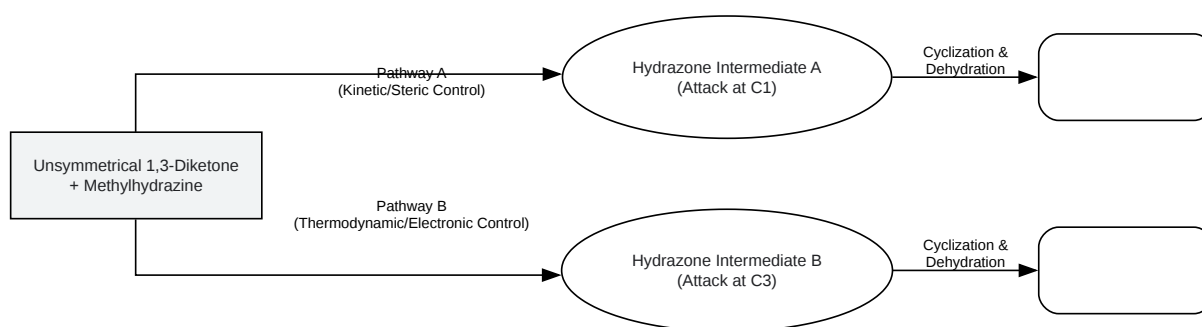 Pathway A
(Kinetic/Steric Control)
Hydrazone Intermediate A
(Attack at C1)
Cyclization &
Dehydration
Unsymmetrical 1,3-Diketone
+ Methylhydrazine
Pathway B
(Thermodynamic/Electronic Control)
Hydrazone Intermediate B
(Attack at C3)
Cyclization &
Dehydration